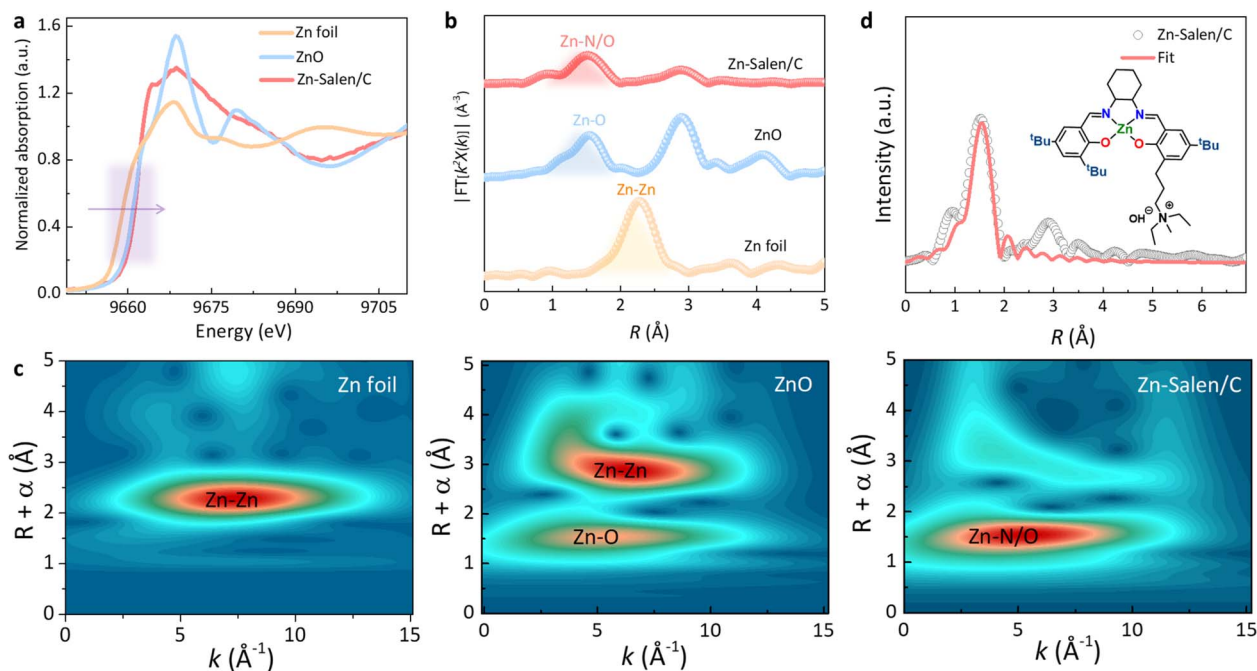 a
Zn foil
ZnO
Zn-Salen/C
1.6
1.2
0.8
0.4
0.0
Normalized absorption (a.u.)
9660 9675 9690 9705
Energy (eV)
b
Zn-N/O
Zn-Salen/C
Zn-O
ZnO
Zn-Zn
Zn foil
|FT[k²X(k)]| (Å⁻³)
0 1 2 3 4 5
R (Å)
d
Zn-Salen/C
Fit
N N
Zn
O O
ᵗBu ᵗBu
ᵗBu
OH⊖ ⊕
N
Intensity (a.u.)
0 1 2 3 4 5 6
R (Å)
c
Zn foil
Zn-Zn
5
4
3
2
1
0
R + α (Å)
0 5 10 15
k (Å⁻¹)
ZnO
Zn-Zn
Zn-O
5
4
3
2
1
0
R + α (Å)
0 5 10 15
k (Å⁻¹)
Zn-Salen/C
Zn-N/O
5
4
3
2
1
0
R + α (Å)
0 5 10 15
k (Å⁻¹)